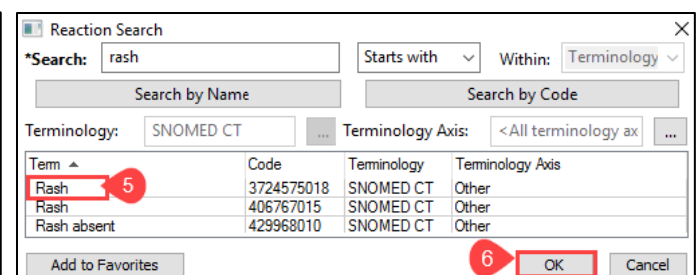 Reaction Search
*Search: rash Starts with Within: Terminology
Search by Name Search by Code
Terminology: SNOMED CT ... Terminology Axis: <All terminology ax ...
Term Code Terminology Terminology Axis
Rash 5 3724575018 SNOMED CT Other
Rash 406767015 SNOMED CT Other
Rash absent 429968010 SNOMED CT Other
Add to Favorites 6 OK Cancel